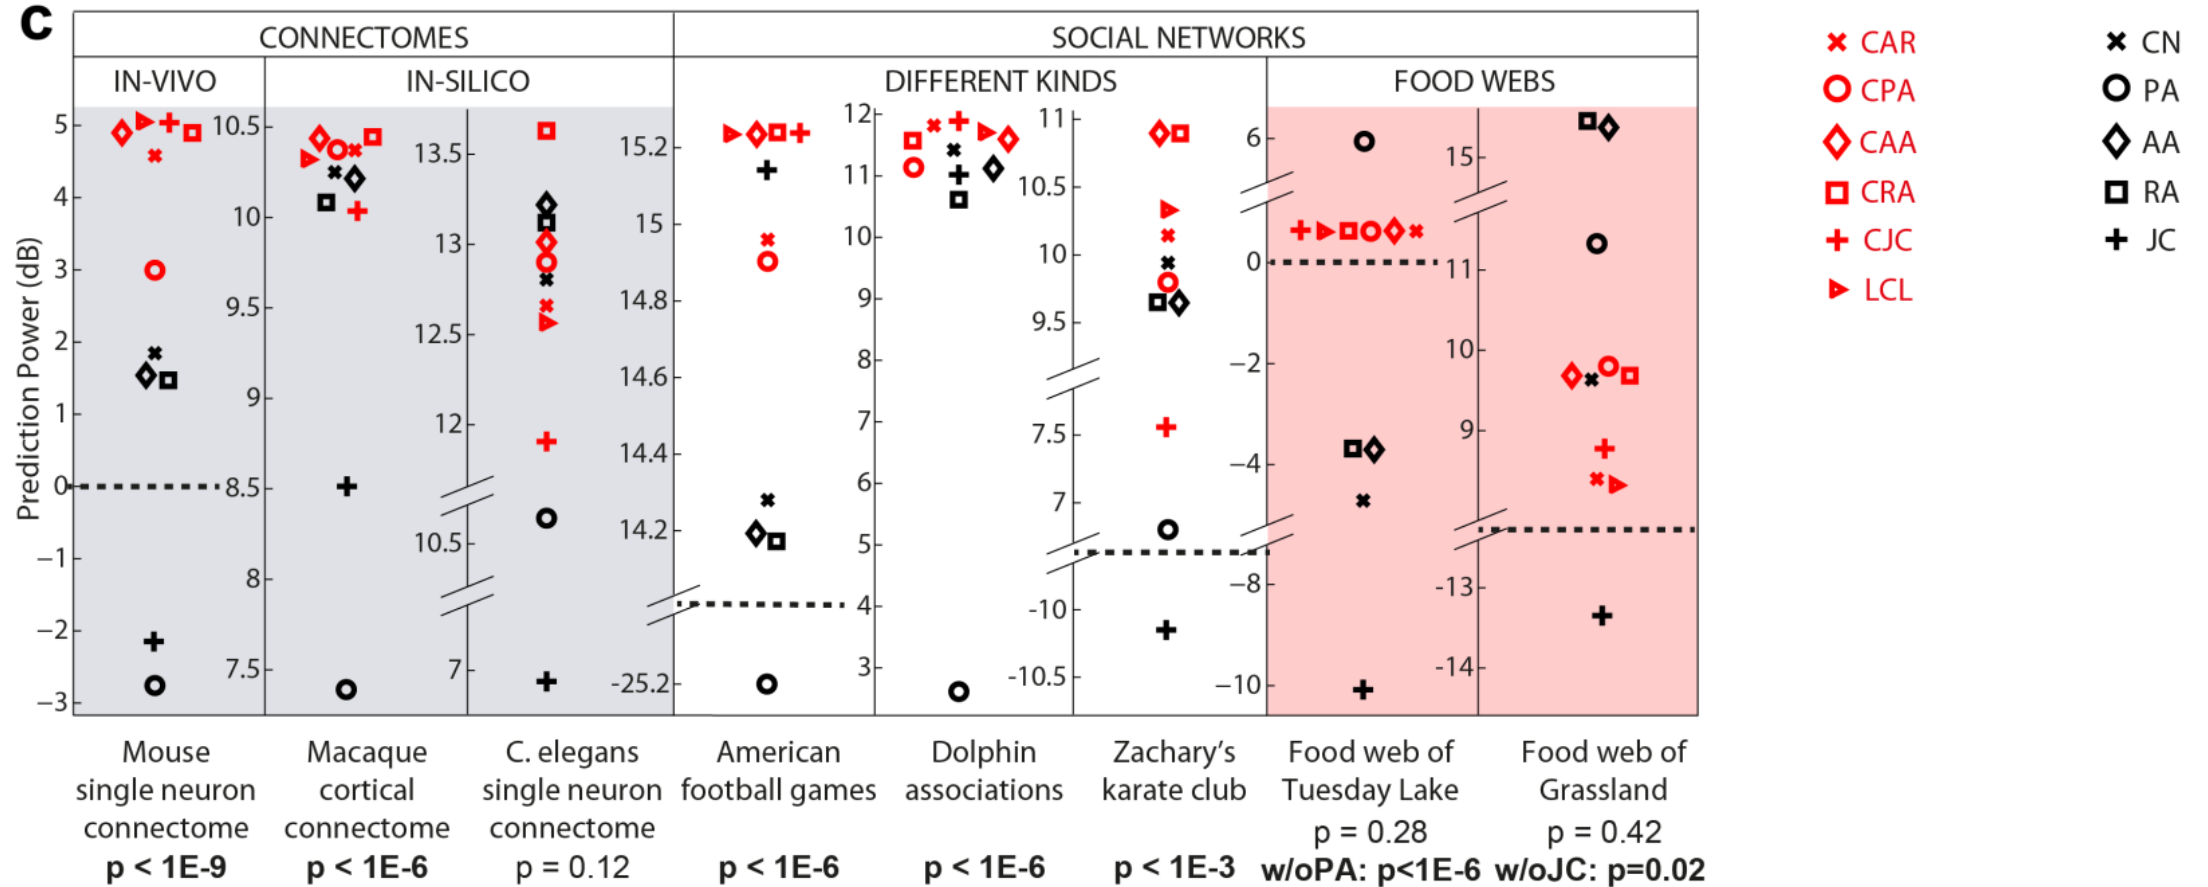 C
CONNECTOMES
SOCIAL NETWORKS
IN-VIVO
IN-SILICO
DIFFERENT KINDS
FOOD WEBS
Prediction Power (dB)
5
4
3
2
1
0
−1
−2
−3
10.5
10
9.5
9
8.5
8
7.5
13.5
13
12.5
12
10.5
7
15.2
15
14.8
14.6
14.4
14.2
-25.2
12
11
10
9
8
7
6
5
4
3
11
10.5
10
9.5
7.5
7
-10
-10.5
6
0
−2
−4
−8
−10
15
11
10
9
-13
-14
Mouse
single neuron
connectome
p < 1E-9
Macaque
cortical
connectome
p < 1E-6
C. elegans
single neuron
connectome
p = 0.12
American
football games
p < 1E-6
Dolphin
associations
p < 1E-6
Zachary's
karate club
p < 1E-3
Food web of
Tuesday Lake
p = 0.28
w/oPA: p<1E-6
Food web of
Grassland
p = 0.42
w/oJC: p=0.02
CAR
CPA
CAA
CRA
CJC
LCL
CN
PA
AA
RA
JC